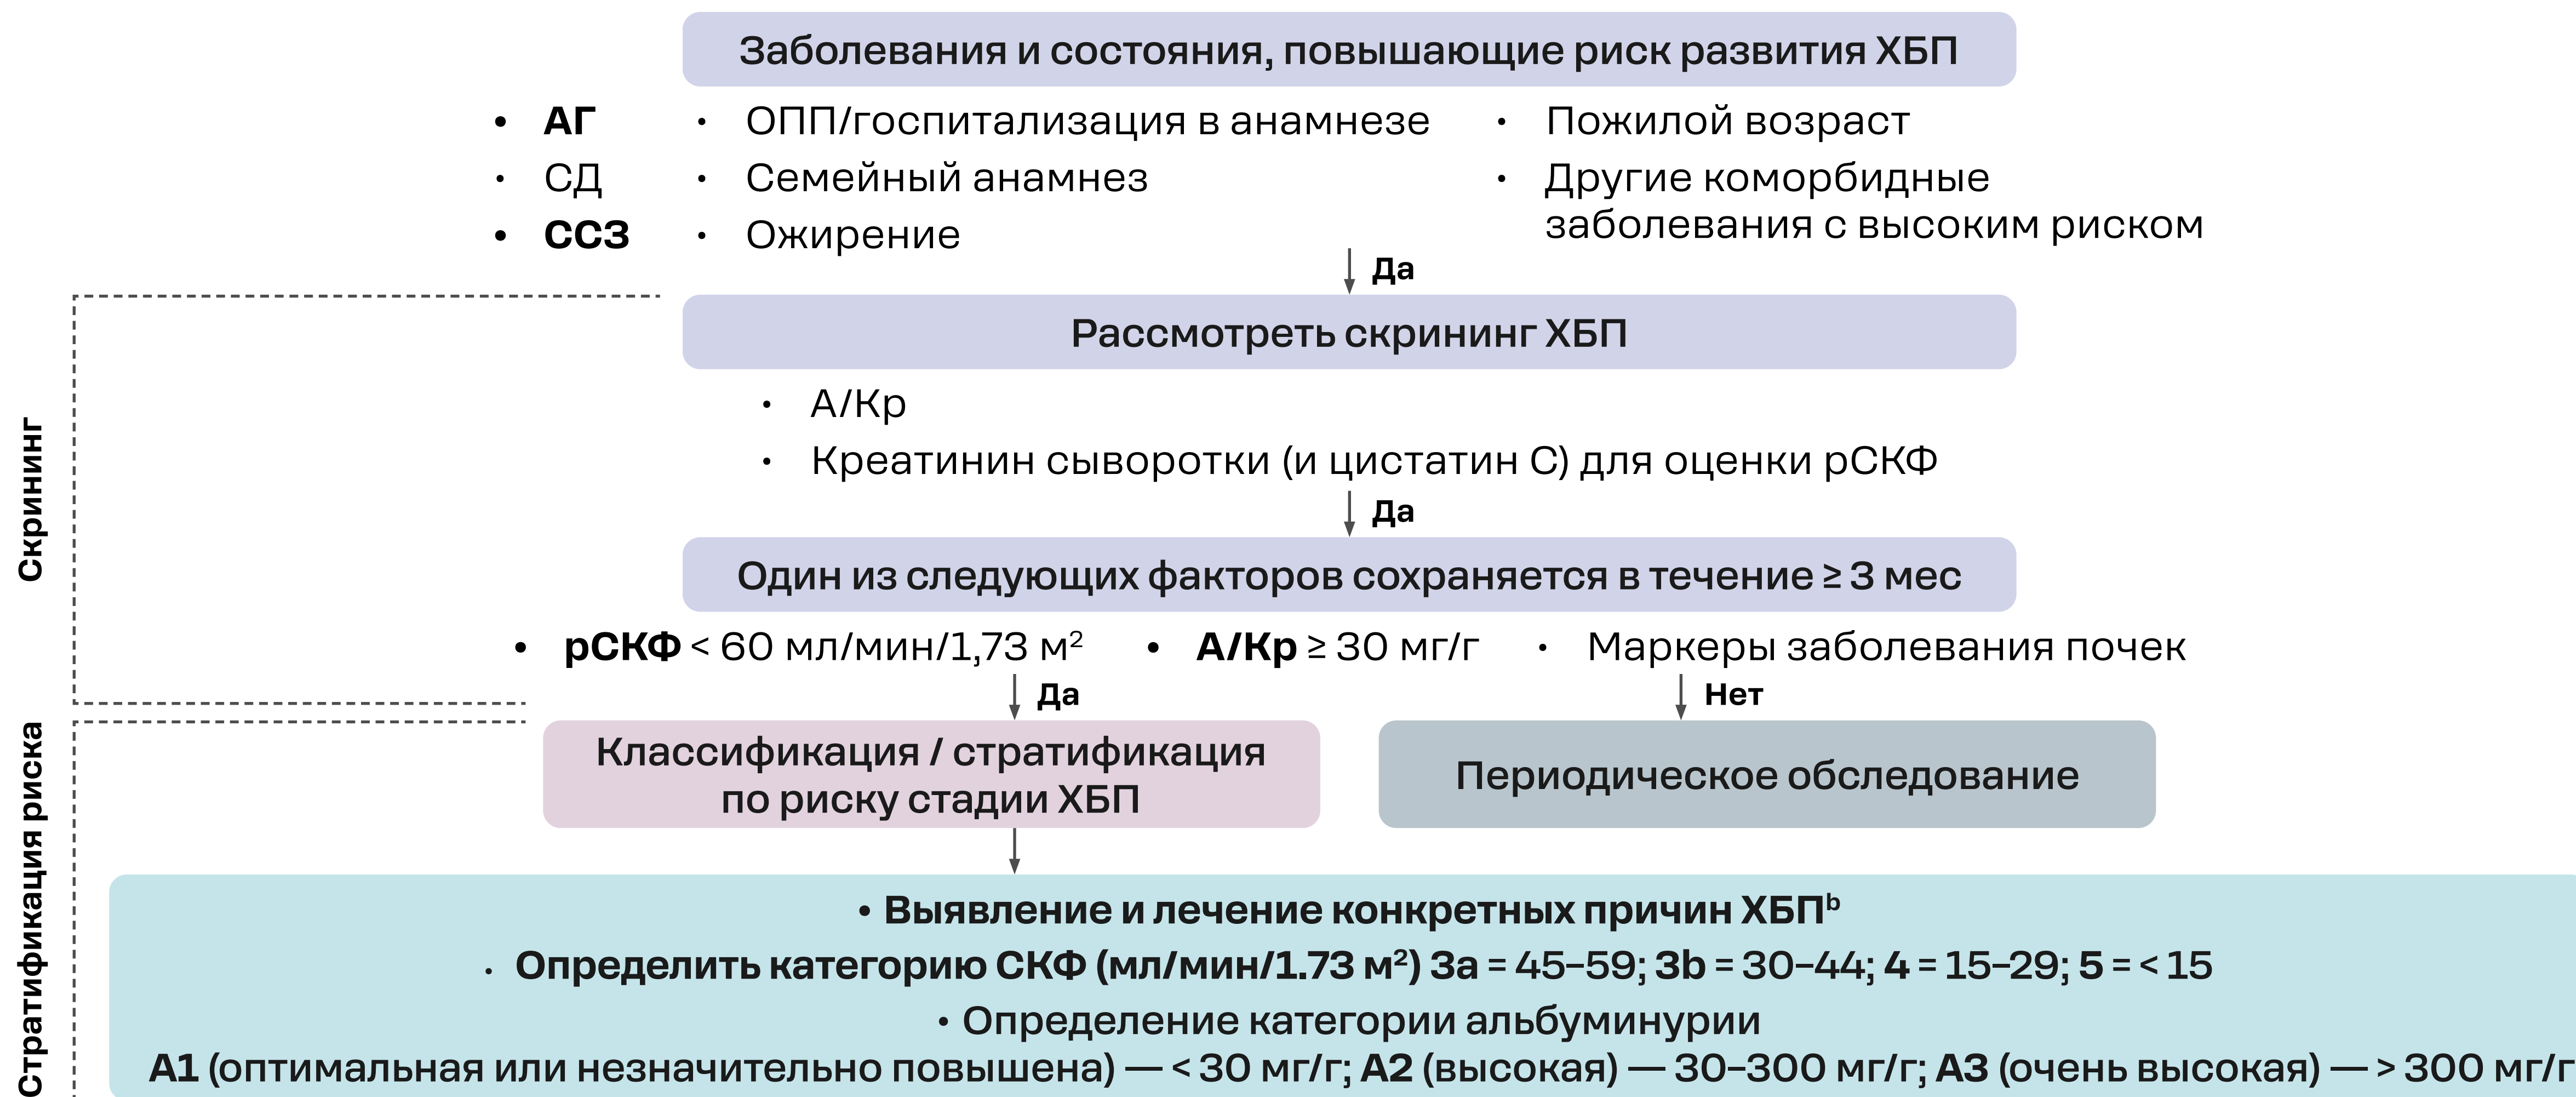 Заболевания и состояния, повышающие риск развития ХБП
• АГ
• СД
• ССЗ
• ОПП/госпитализация в анамнезе
• Семейный анамнез
• Ожирение
• Пожилой возраст
• Другие коморбидные
заболевания с высоким риском
Да
Скрининг
Рассмотреть скрининг ХБП
• А/Кр
• Креатинин сыворотки (и цистатин С) для оценки рСКФ
Да
Один из следующих факторов сохраняется в течение ≥ 3 мес
• рСКФ < 60 мл/мин/1,73 м² • А/Кр ≥ 30 мг/г • Маркеры заболевания почек
Да
Нет
Стратификация риска
Классификация / стратификация
по риску стадии ХБП
Периодическое обследование
• Выявление и лечение конкретных причин ХБПᵇ
• Определить категорию СКФ (мл/мин/1.73 м²) 3a = 45–59; 3b = 30–44; 4 = 15–29; 5 = < 15
• Определение категории альбуминурии
А1 (оптимальная или незначительно повышена) — < 30 мг/г; А2 (высокая) — 30–300 мг/г; А3 (очень высокая) — > 300 мг/г